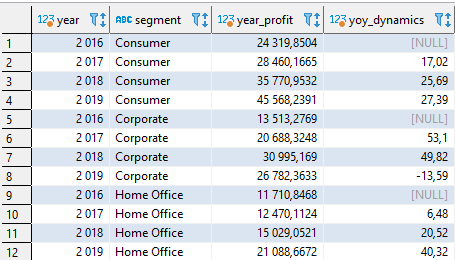 123 year ABC segment 123 year_profit 123 yoy_dynamics
1 2 016 Consumer 24 319,8504 [NULL]
2 2 017 Consumer 28 460,1665 17,02
3 2 018 Consumer 35 770,9532 25,69
4 2 019 Consumer 45 568,2391 27,39
5 2 016 Corporate 13 513,2769 [NULL]
6 2 017 Corporate 20 688,3248 53,1
7 2 018 Corporate 30 995,169 49,82
8 2 019 Corporate 26 782,3633 -13,59
9 2 016 Home Office 11 710,8468 [NULL]
10 2 017 Home Office 12 470,1124 6,48
11 2 018 Home Office 15 029,0521 20,52
12 2 019 Home Office 21 088,6672 40,32